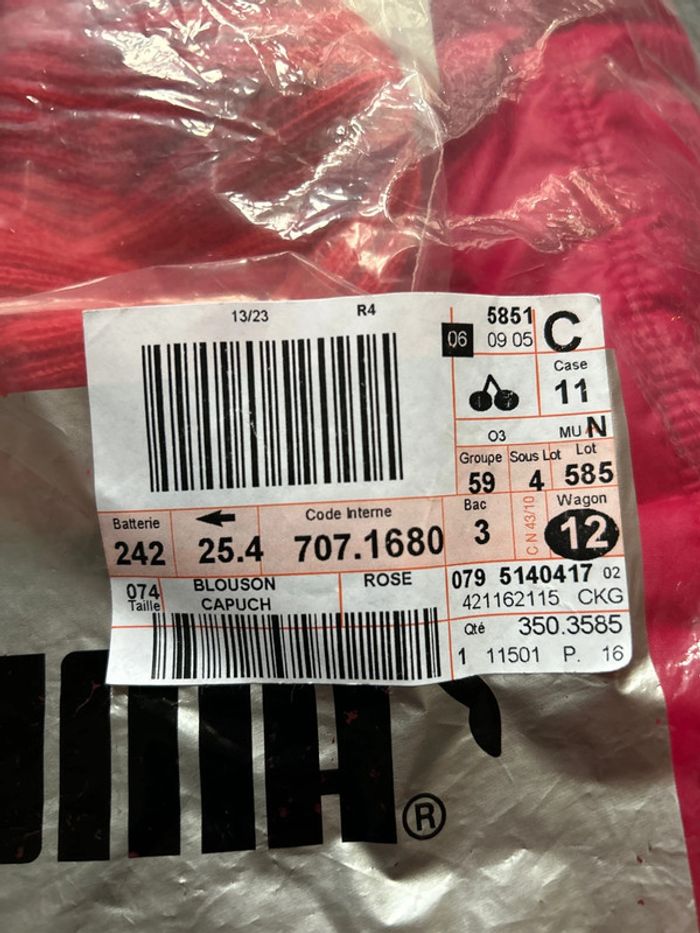 13/23 R4
5851 C
06 09 05
Case
11
O3 MU N
Groupe Sous Lot Lot
59 4 585
Batterie Code Interne Bac Wagon
242 25.4 707.1680 3 C N 43/10 12
074 BLOUSON ROSE 079 5140417 02
Taille CAPUCH 421162115 CKG
Qté 350.3585
1 11501 P. 16
UMA ®